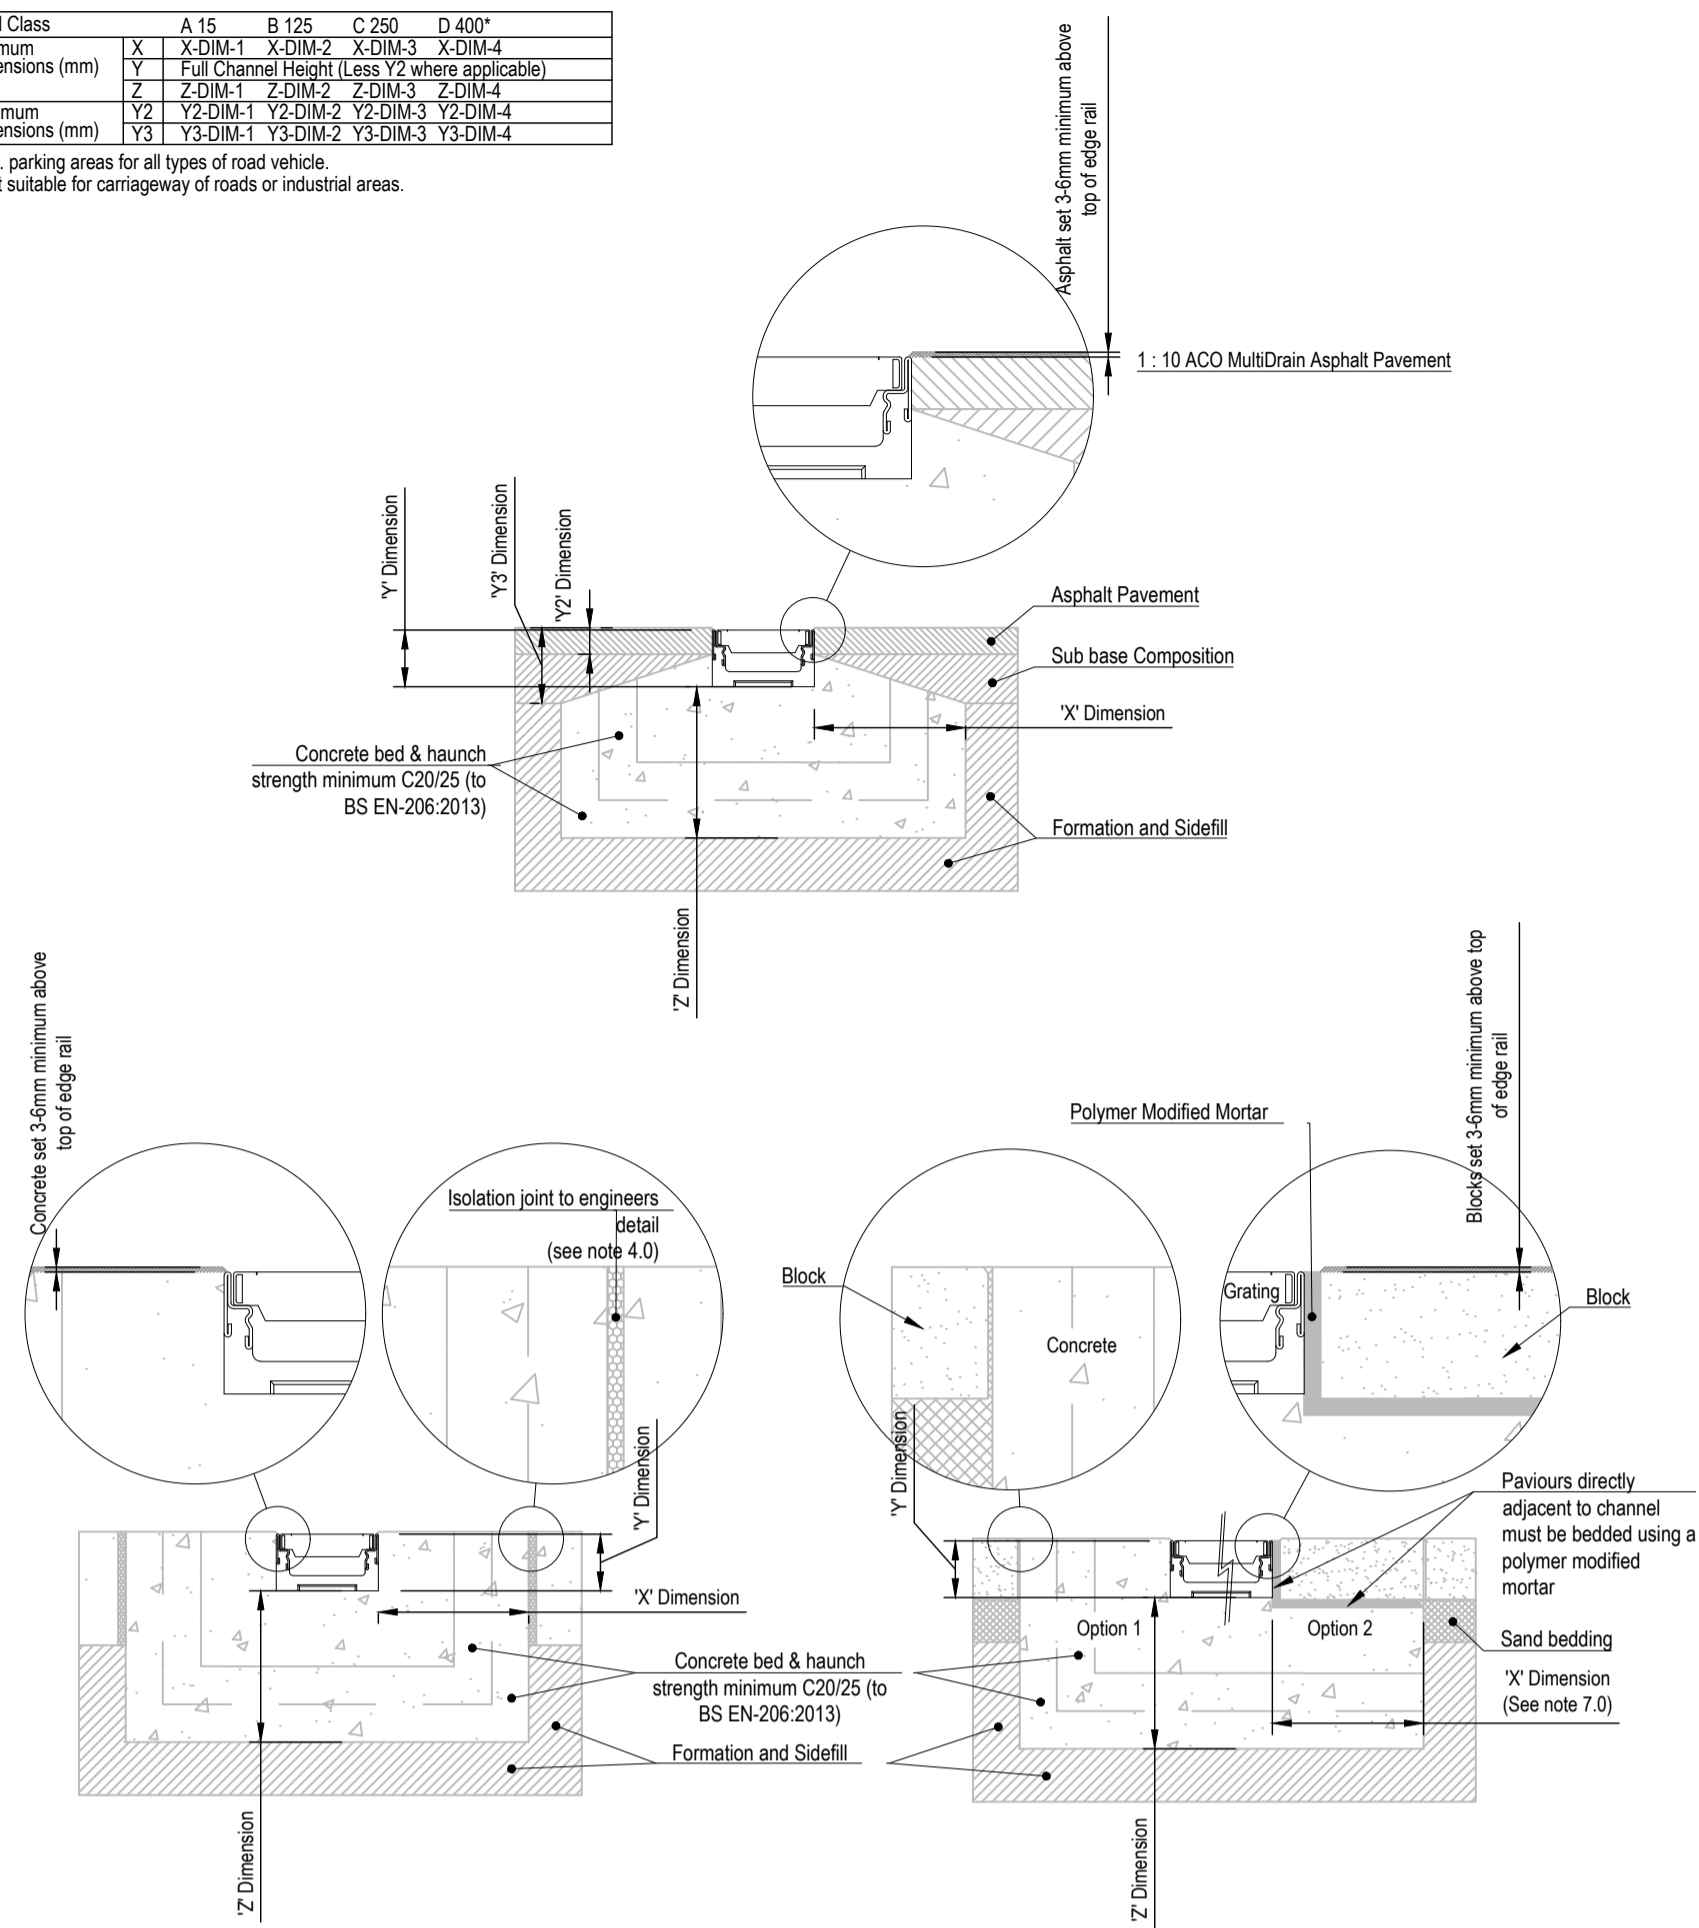 Class A 15 B 125 C 250 D 400*
X X-DIM-1 X-DIM-2 X-DIM-3 X-DIM-4
(mm) Y Full Channel Height (Less Y2 where applicable)
Z Z-DIM-1 Z-DIM-2 Z-DIM-3 Z-DIM-4
Y2 Y2-DIM-1 Y2-DIM-2 Y2-DIM-3 Y2-DIM-4
(mm) Y3 Y3-DIM-1 Y3-DIM-2 Y3-DIM-3 Y3-DIM-4
. parking areas for all types of road vehicle.
suitable for carriageway of roads or industrial areas.
Asphalt set 3-6mm minimum above
top of edge rail
1 : 10 ACO MultiDrain Asphalt Pavement
'Y' Dimension
'Y3' Dimension
'Y2' Dimension
Asphalt Pavement
Sub base Composition
'X' Dimension
Concrete bed & haunch
strength minimum C20/25 (to
BS EN-206:2013)
Formation and Sidefill
'Z' Dimension
Concrete set 3-6mm minimum above
top of edge rail
Isolation joint to engineers
detail
(see note 4.0)
'Y' Dimension
'X' Dimension
Concrete bed & haunch
strength minimum C20/25 (to
BS EN-206:2013)
Formation and Sidefill
'Z' Dimension
Blocks set 3-6mm minimum above top
of edge rail
Polymer Modified Mortar
Block
Concrete
Grating
Block
'Y' Dimension
Paviours directly
adjacent to channel
must be bedded using a
polymer modified
mortar
Option 1
Option 2
Sand bedding
'X' Dimension
(See note 7.0)
'Z' Dimension